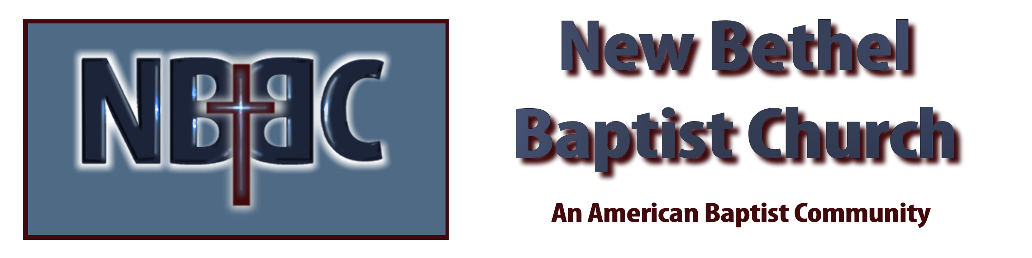 NBBC
New Bethel
Baptist Church
An American Baptist Community